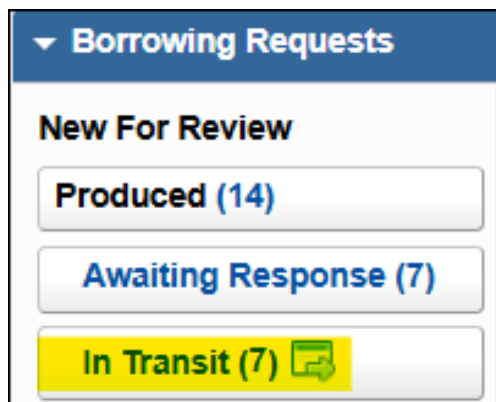 Borrowing Requests
New For Review
Produced (14)
Awaiting Response (7)
In Transit (7)